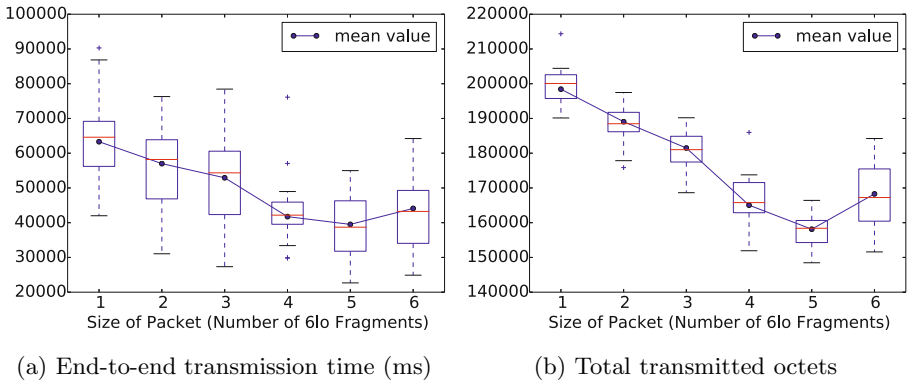 100000
90000
80000
70000
60000
50000
40000
30000
20000
mean value
1 2 3 4 5 6
Size of Packet (Number of 6lo Fragments)
(a) End-to-end transmission time (ms)
220000
210000
200000
190000
180000
170000
160000
150000
140000
mean value
1 2 3 4 5 6
Size of Packet (Number of 6lo Fragments)
(b) Total transmitted octets